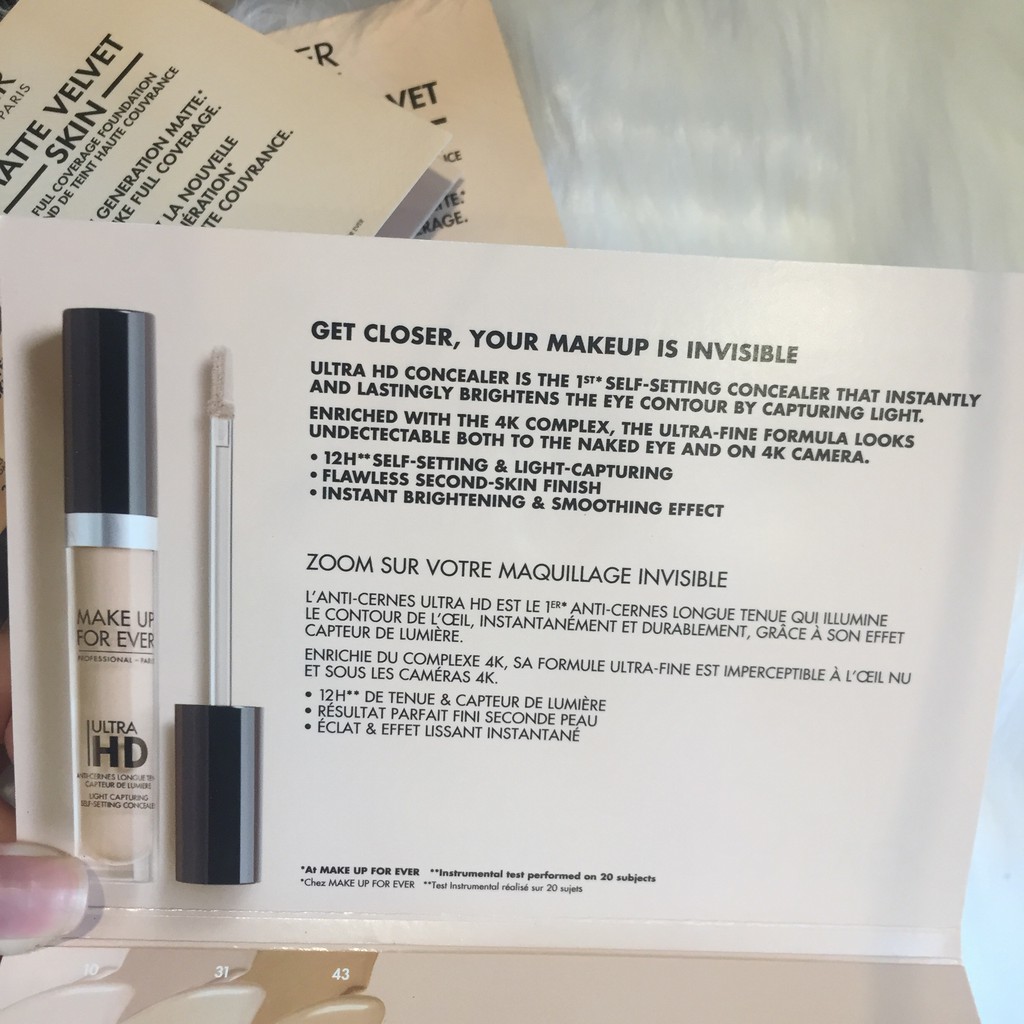 PARIS
MATTE VELVET
SKIN
FULL COVERAGE FOUNDATION
DE TEINT HAUTE COUVRANCE
GENERATION MATTE.*
FULL COVERAGE.
LA NOUVELLE
COUVRANCE.
GET CLOSER, YOUR MAKEUP IS INVISIBLE
ULTRA HD CONCEALER IS THE 1ST* SELF-SETTING CONCEALER THAT INSTANTLY
AND LASTINGLY BRIGHTENS THE EYE CONTOUR BY CAPTURING LIGHT.
ENRICHED WITH THE 4K COMPLEX, THE ULTRA-FINE FORMULA LOOKS
UNDECTECTABLE BOTH TO THE NAKED EYE AND ON 4K CAMERA.
• 12H** SELF-SETTING & LIGHT-CAPTURING
• FLAWLESS SECOND-SKIN FINISH
• INSTANT BRIGHTENING & SMOOTHING EFFECT
ZOOM SUR VOTRE MAQUILLAGE INVISIBLE
L'ANTI-CERNES ULTRA HD EST LE 1ER* ANTI-CERNES LONGUE TENUE QUI ILLUMINE
LE CONTOUR DE L'ŒIL, INSTANTANÉMENT ET DURABLEMENT, GRÂCE À SON EFFET
CAPTEUR DE LUMIÈRE.
ENRICHIE DU COMPLEXE 4K, SA FORMULE ULTRA-FINE EST IMPERCEPTIBLE À L'ŒIL NU
ET SOUS LES CAMÉRAS 4K.
• 12H** DE TENUE & CAPTEUR DE LUMIÈRE
• RÉSULTAT PARFAIT FINI SECONDE PEAU
• ÉCLAT & EFFET LISSANT INSTANTANÉ
*At MAKE UP FOR EVER **Instrumental test performed on 20 subjects
*Chez MAKE UP FOR EVER **Test Instrumental réalisé sur 20 sujets
MAKE UP
FOR EVER
PROFESSIONAL - PARIS
ULTRA
HD
ANTI-CERNES LONGUE
CAPTEUR DE LUMIÈRE
LIGHT CAPTURING
SELF-SETTING CONCEALER
10 31 43